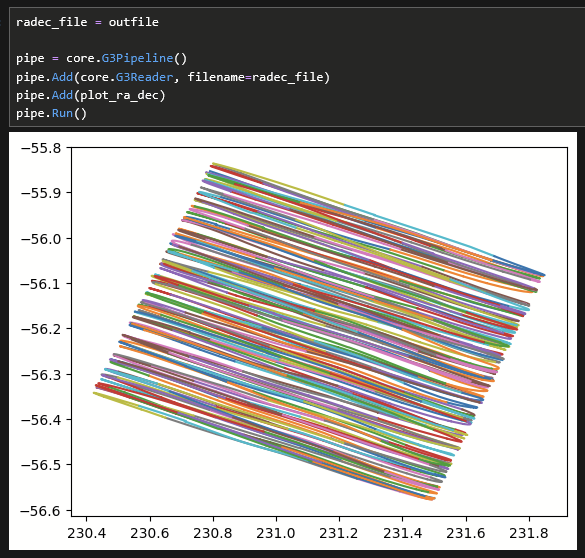 radec_file = outfile
pipe = core.G3Pipeline()
pipe.Add(core.G3Reader, filename=radec_file)
pipe.Add(plot_ra_dec)
pipe.Run()
−55.8
−55.9
−56.0
−56.1
−56.2
−56.3
−56.4
−56.5
−56.6
230.4 230.6 230.8 231.0 231.2 231.4 231.6 231.8